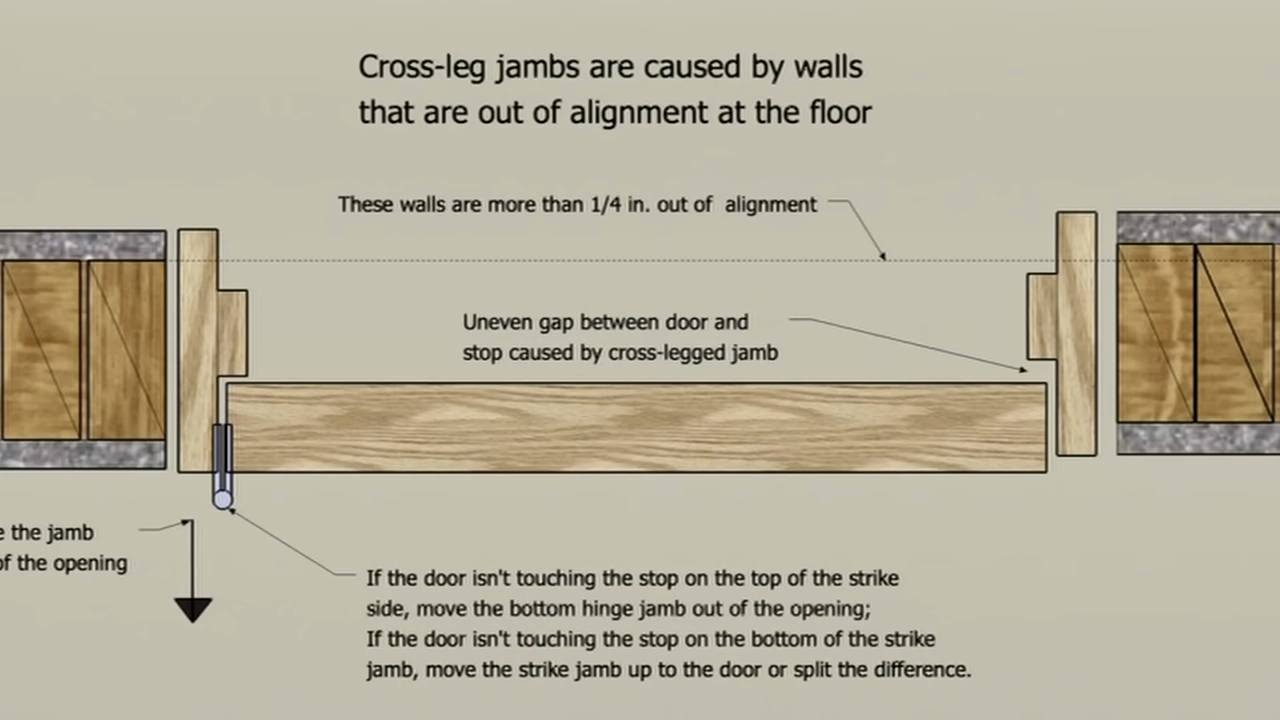 Cross-leg jambs are caused by walls
that are out of alignment at the floor
These walls are more than 1/4 in. out of alignment
Uneven gap between door and
stop caused by cross-legged jamb
the jamb
of the opening
If the door isn't touching the stop on the top of the strike
side, move the bottom hinge jamb out of the opening;
If the door isn't touching the stop on the bottom of the strike
jamb, move the strike jamb up to the door or split the difference.